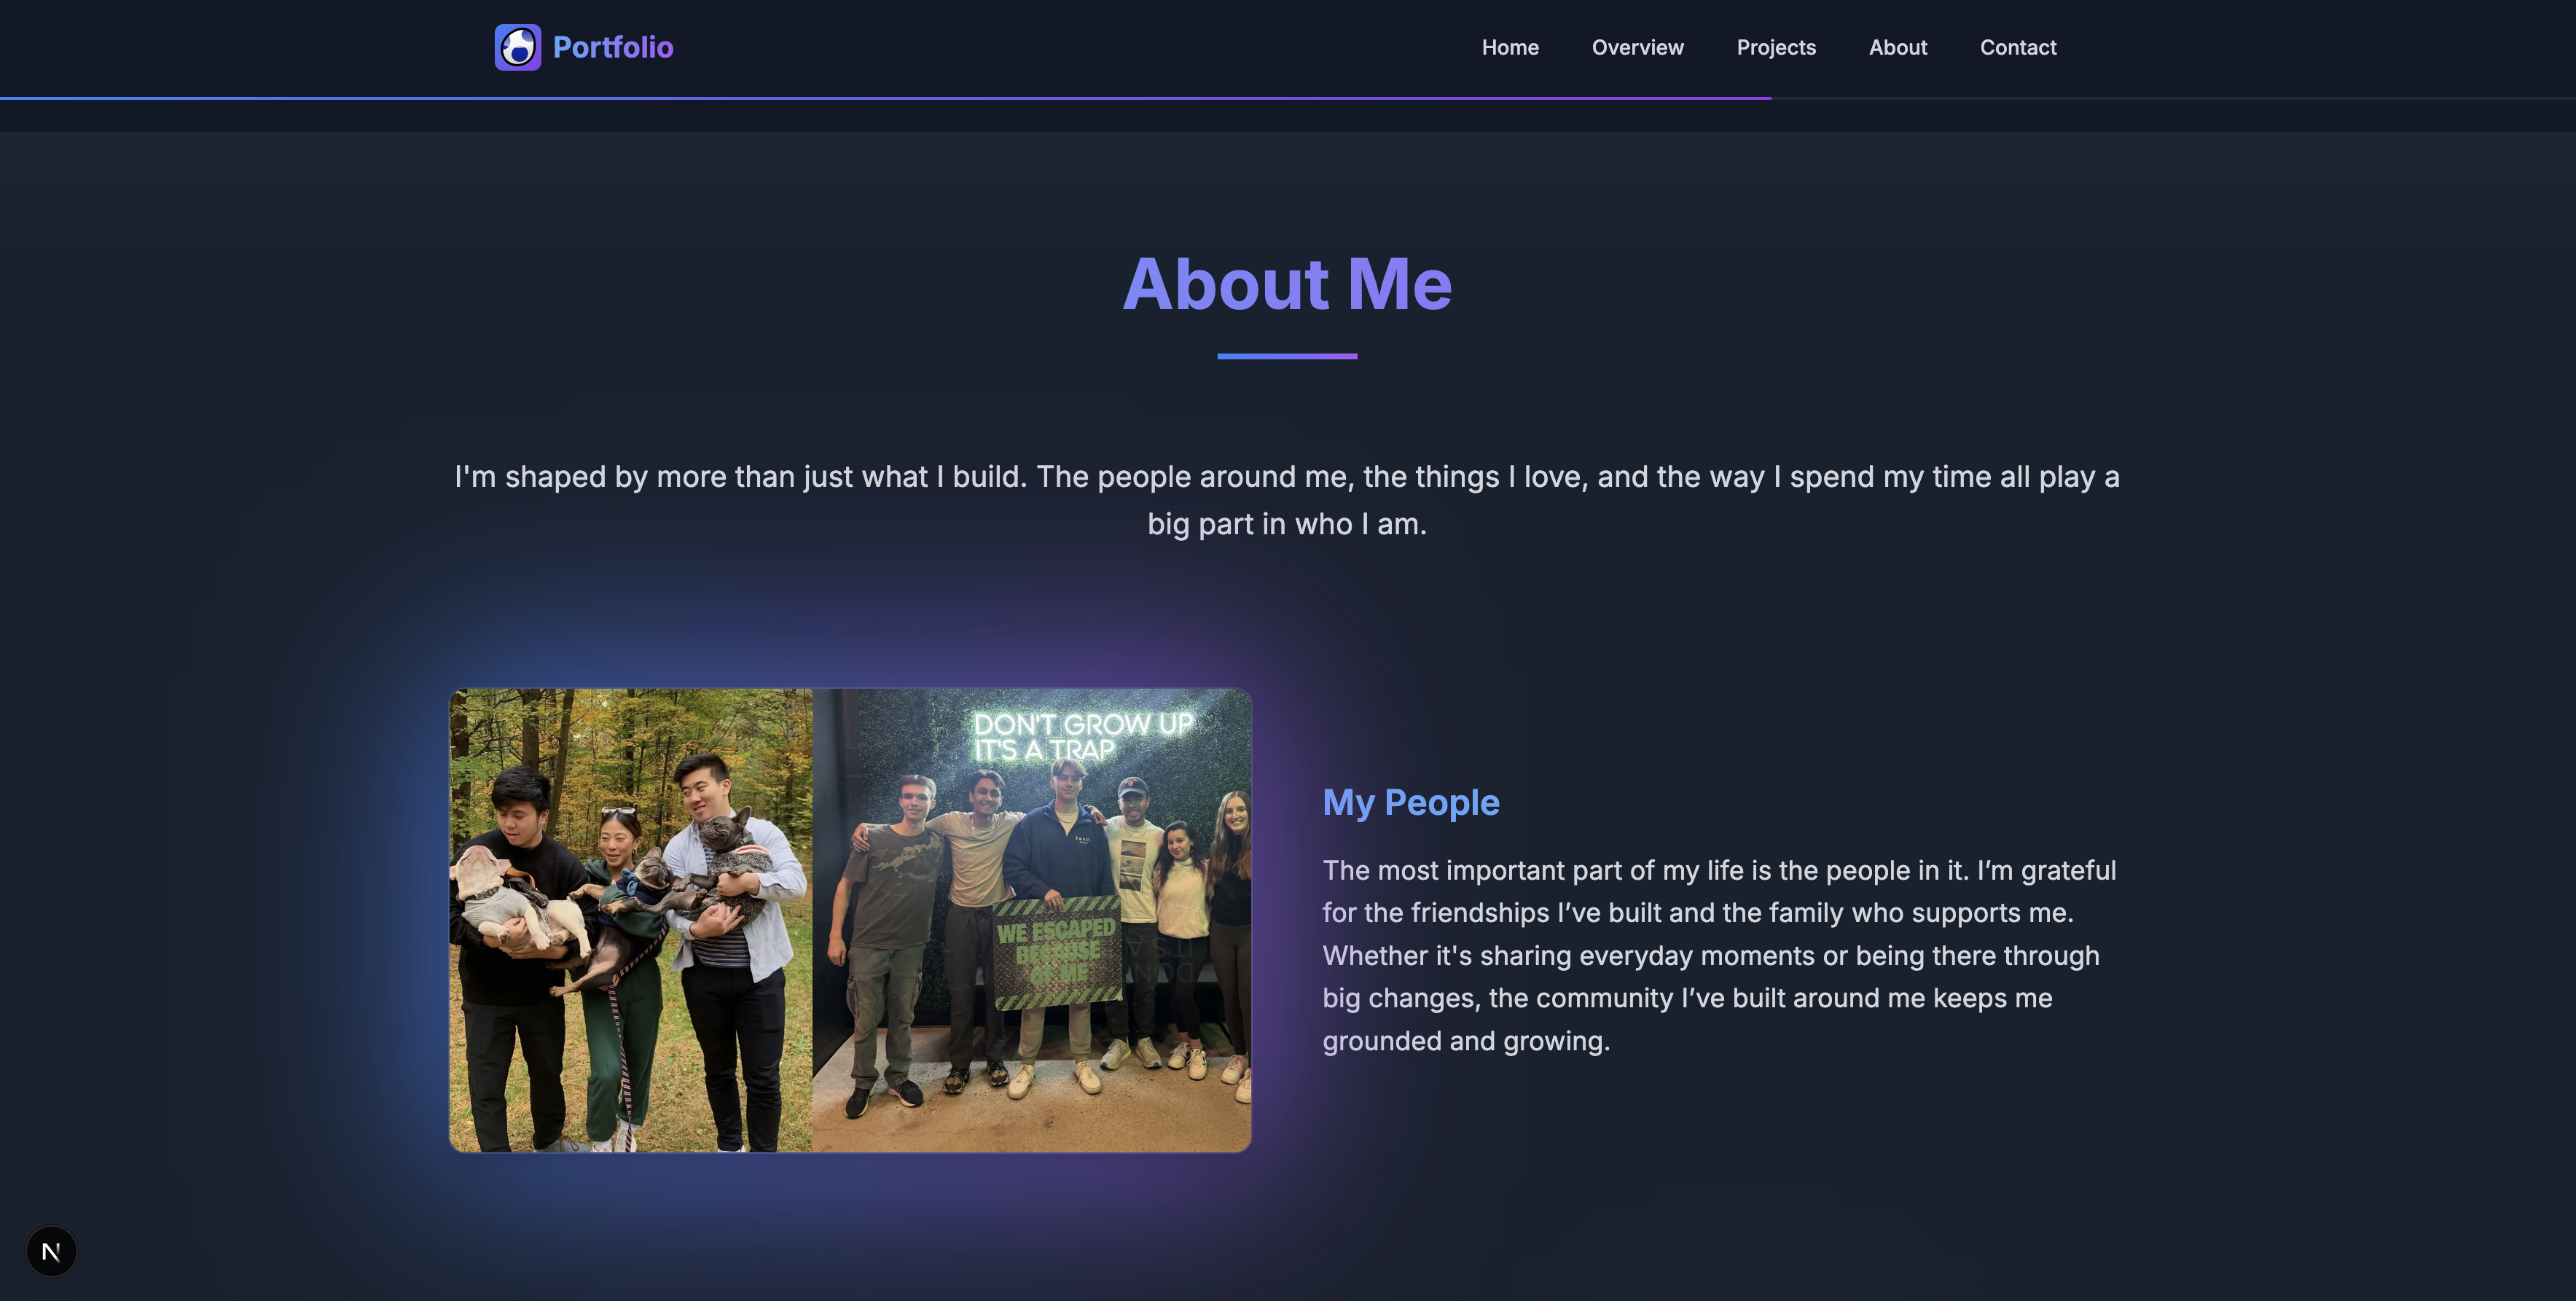 Portfolio
Home Overview Projects About Contact
About Me
I'm shaped by more than just what I build. The people around me, the things I love, and the way I spend my time all play a
big part in who I am.
DON'T GROW UP
IT'S A TRAP
WE ESCAPED
BECAUSE
OF ME
My People
The most important part of my life is the people in it. I’m grateful
for the friendships I’ve built and the family who supports me.
Whether it's sharing everyday moments or being there through
big changes, the community I’ve built around me keeps me
grounded and growing.
N